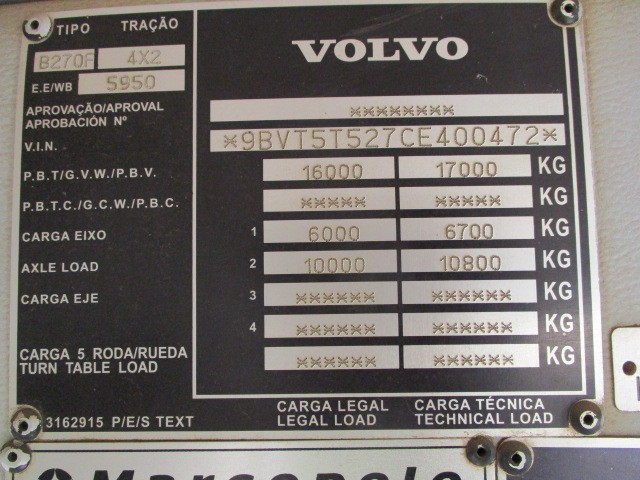 TIPO TRAÇÃO
VOLVO
B270F 4X2
E.E/WB 5950
APROVAÇÃO/APROVAL ********
APROBACIÓN Nº
V.I.N. *9BVT5T527CE400472*
P.B.T/G.V.W./P.B.V. 16000 17000 KG
P.B.T.C./G.C.W./P.B.C. ***** ***** KG
CARGA EIXO 1 6000 6700 KG
AXLE LOAD 2 10000 10800 KG
CARGA EJE 3 ****** ****** KG
4 ****** ****** KG
CARGA 5 RODA/RUEDA ****** ****** KG
TURN TABLE LOAD
CARGA LEGAL CARGA TÉCNICA
3162915 P/E/S TEXT LEGAL LOAD TECHNICAL LOAD
Marcopolo